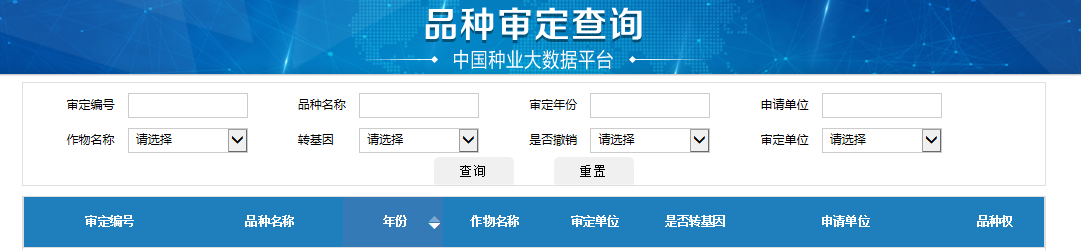 品种审定查询
中国种业大数据平台
审定编号 品种名称 审定年份 申请单位
作物名称 请选择 转基因 请选择 是否撤销 请选择 审定单位 请选择
查询 重置
审定编号 品种名称 年份 作物名称 审定单位 是否转基因 申请单位 品种权